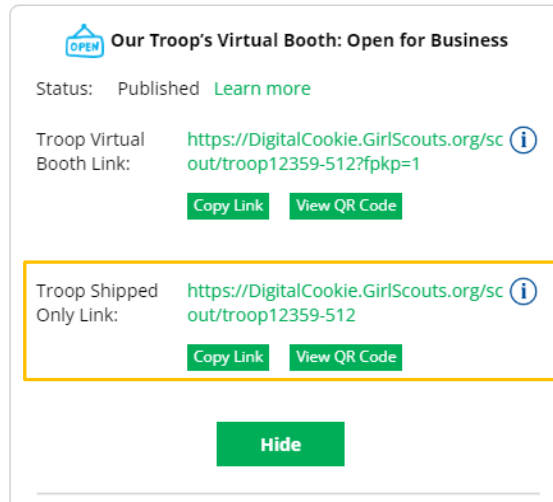 OPEN Our Troop's Virtual Booth: Open for Business
Status: Published Learn more
Troop Virtual https://DigitalCookie.GirlScouts.org/sc i
Booth Link: out/troop12359-512?fpkp=1
Copy Link View QR Code
Troop Shipped https://DigitalCookie.GirlScouts.org/sc i
Only Link: out/troop12359-512
Copy Link View QR Code
Hide